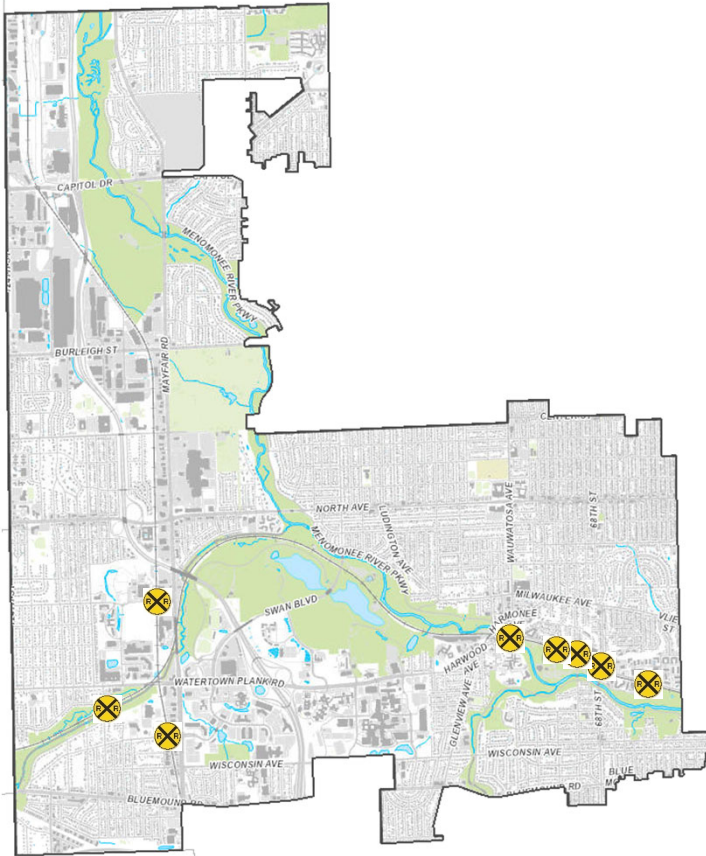 CAPITOL DR
MENOMONEE RIVER PKWY
BURLEIGH ST
MAYFAIR RD
NORTH AVE
LUDINGTON AVE
WAUWATOSA AVE
68TH ST
MENOMONEE RIVER PKWY
SWAN BLVD
MILWAUKEE AVE
HARMONEE
VLIET
ST
HARWOOD
AVE
GLENVIEW AVE
WATERTOWN PLANK RD
68TH ST
WISCONSIN AVE
WISCONSIN AVE
BLUE
RD
BLUEMOUND RD
R R
R R
R R
R R
R R
R R
R R
R R